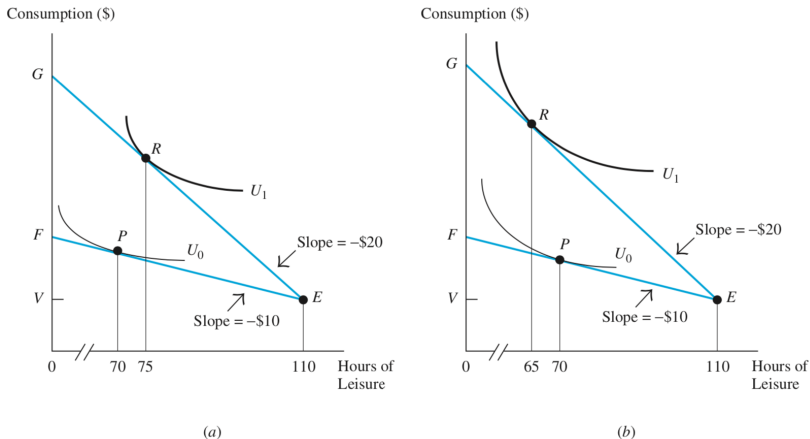 Consumption ($)
G
R
U1
F
P
U0
Slope = –$20
V
E
Slope = –$10
0
70
75
110
Hours of
Leisure
(a)
Consumption ($)
G
R
U1
F
P
U0
Slope = –$20
V
E
Slope = –$10
0
65
70
110
Hours of
Leisure
(b)